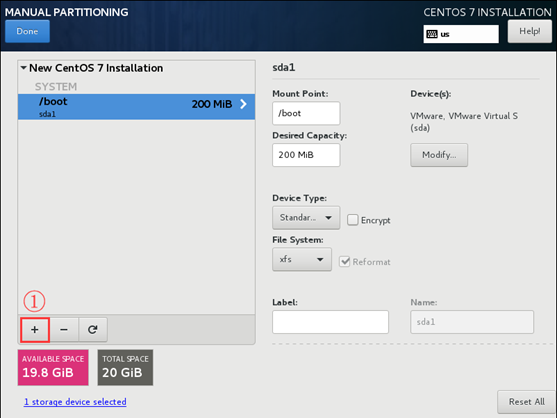 MANUAL PARTITIONING
CENTOS 7 INSTALLATION
Done
us
Help!
New CentOS 7 Installation
SYSTEM
/boot
200 MiB
sda1
sda1
Mount Point:
/boot
Device(s):
VMware, VMware Virtual S
(sda)
Desired Capacity:
200 MiB
Modify...
Device Type:
Standar...
Encrypt
File System:
xfs
Reformat
Label:
Name:
sda1
①
+
−
AVAILABLE SPACE
19.8 GiB
TOTAL SPACE
20 GiB
1 storage device selected
Reset All